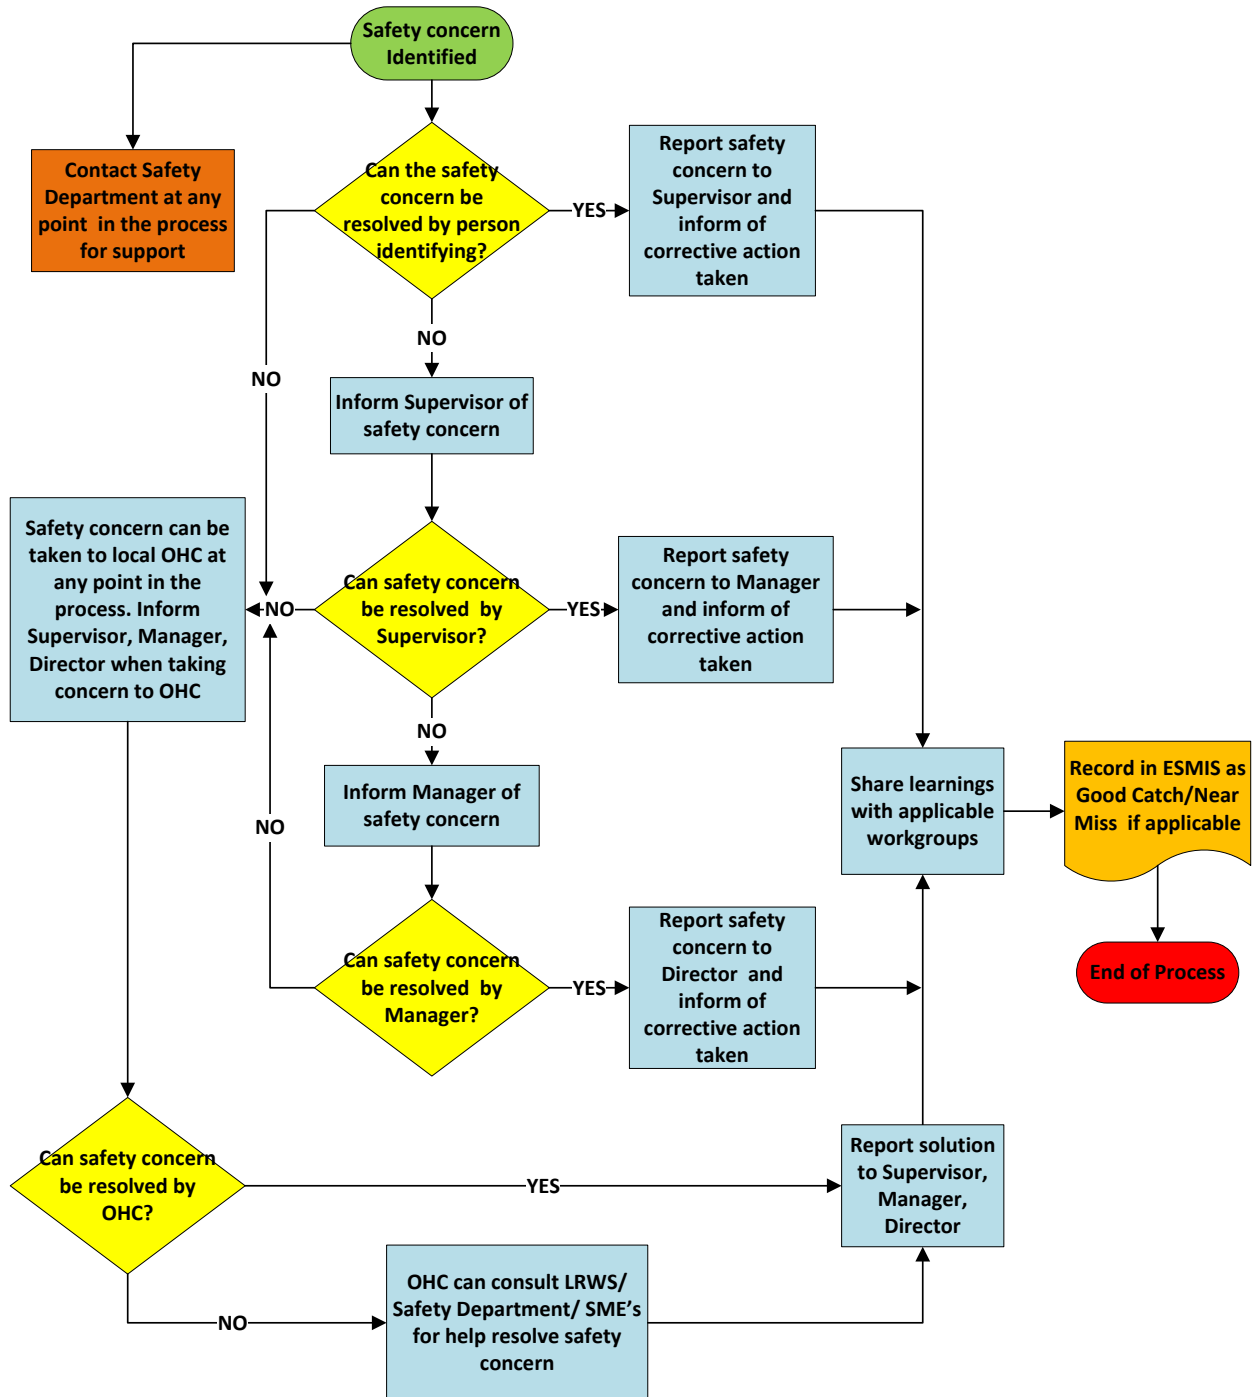 Safety concern
Identified
Contact Safety
Department at any
point in the process
for support
Can the safety
concern be
resolved by person
identifying?
YES
Report safety
concern to
Supervisor and
inform of
corrective action
taken
NO
NO
Inform Supervisor of
safety concern
Safety concern can be
taken to local OHC at
any point in the
process. Inform
Supervisor, Manager,
Director when taking
concern to OHC
NO
Can safety concern
be resolved by
Supervisor?
YES
Report safety
concern to Manager
and inform of
corrective action
taken
NO
Inform Manager of
safety concern
NO
Share learnings
with applicable
workgroups
Record in ESMIS as
Good Catch/Near
Miss if applicable
Can safety concern
be resolved by
Manager?
YES
Report safety
concern to
Director and
inform of
corrective action
taken
End of Process
Can safety concern
be resolved by
OHC?
YES
Report solution
to Supervisor,
Manager,
Director
NO
OHC can consult LRWS/
Safety Department/ SME's
for help resolve safety
concern